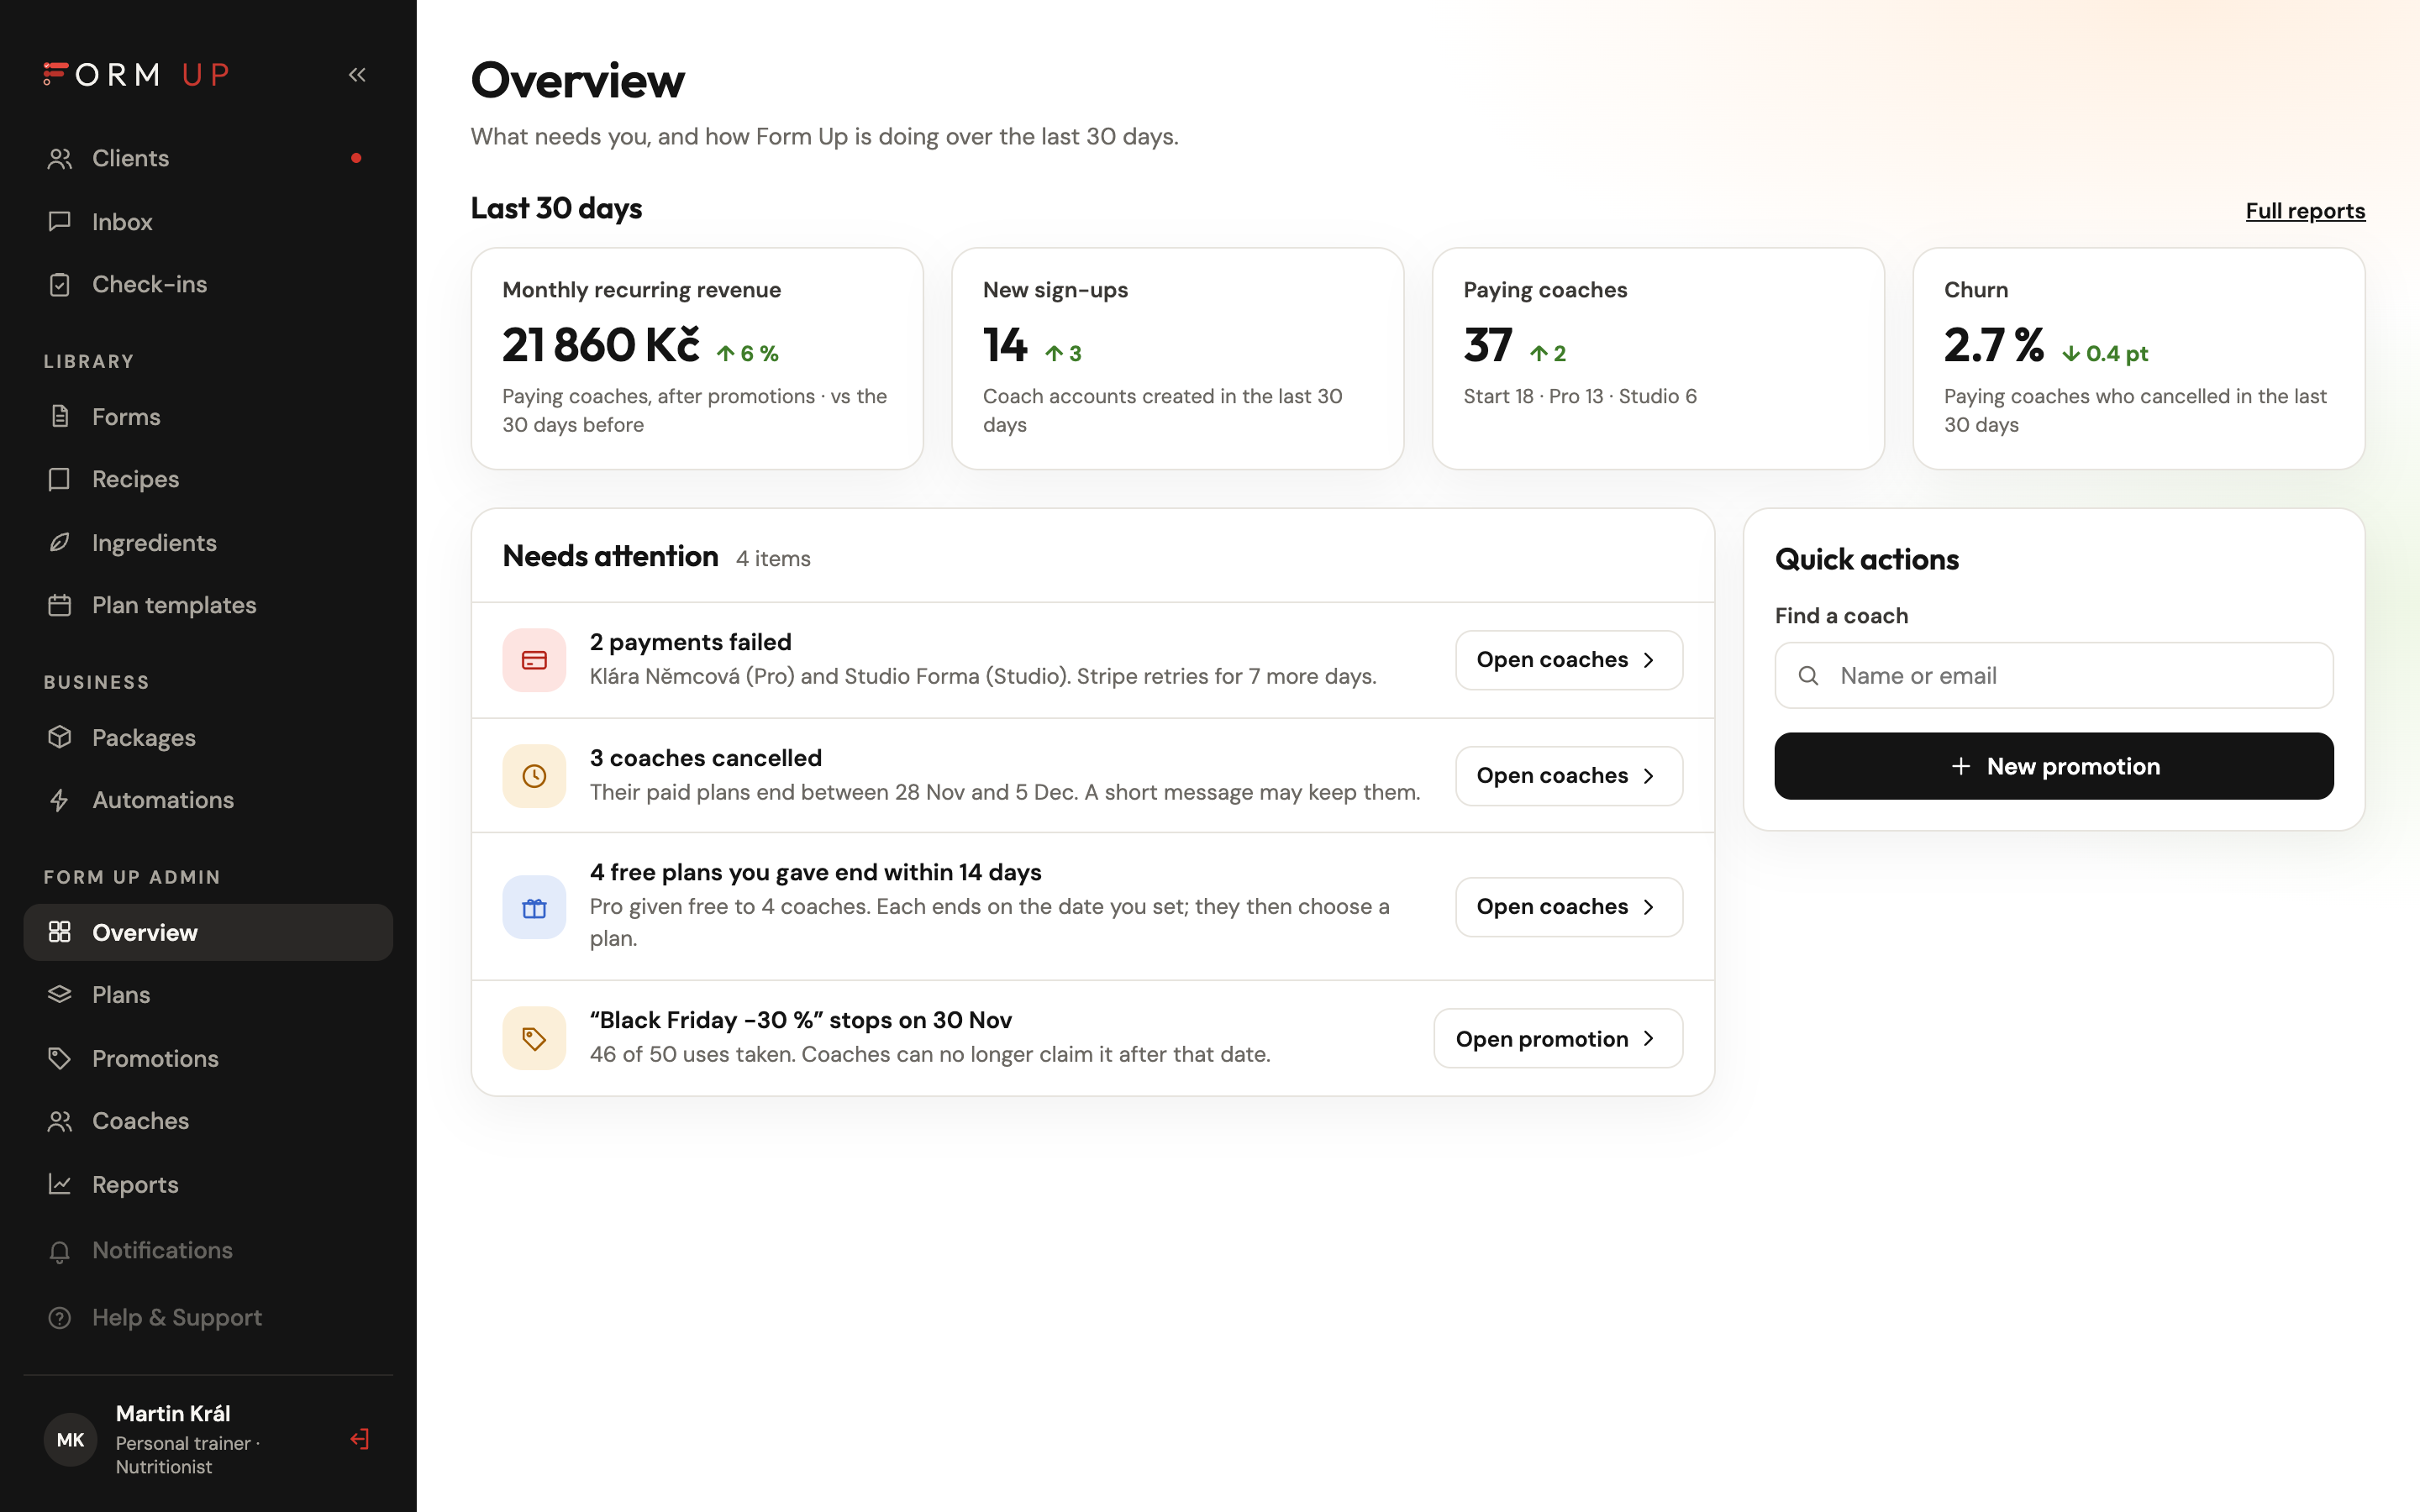 FORM UP
Clients
Inbox
Check-ins
LIBRARY
Forms
Recipes
Ingredients
Plan templates
BUSINESS
Packages
Automations
FORM UP ADMIN
Overview
Plans
Promotions
Coaches
Reports
Notifications
Help & Support
MK
Martin Král
Personal trainer ·
Nutritionist
Overview
What needs you, and how Form Up is doing over the last 30 days.
Last 30 days
Full reports
Monthly recurring revenue
21 860 Kč ↑ 6 %
Paying coaches, after promotions · vs the
30 days before
New sign-ups
14 ↑ 3
Coach accounts created in the last 30
days
Paying coaches
37 ↑ 2
Start 18 · Pro 13 · Studio 6
Churn
2.7 % ↓ 0.4 pt
Paying coaches who cancelled in the last
30 days
Needs attention 4 items
2 payments failed
Klára Němcová (Pro) and Studio Forma (Studio). Stripe retries for 7 more days.
Open coaches
3 coaches cancelled
Their paid plans end between 28 Nov and 5 Dec. A short message may keep them.
Open coaches
4 free plans you gave end within 14 days
Pro given free to 4 coaches. Each ends on the date you set; they then choose a
plan.
Open coaches
“Black Friday −30 %” stops on 30 Nov
46 of 50 uses taken. Coaches can no longer claim it after that date.
Open promotion
Quick actions
Find a coach
Name or email
New promotion